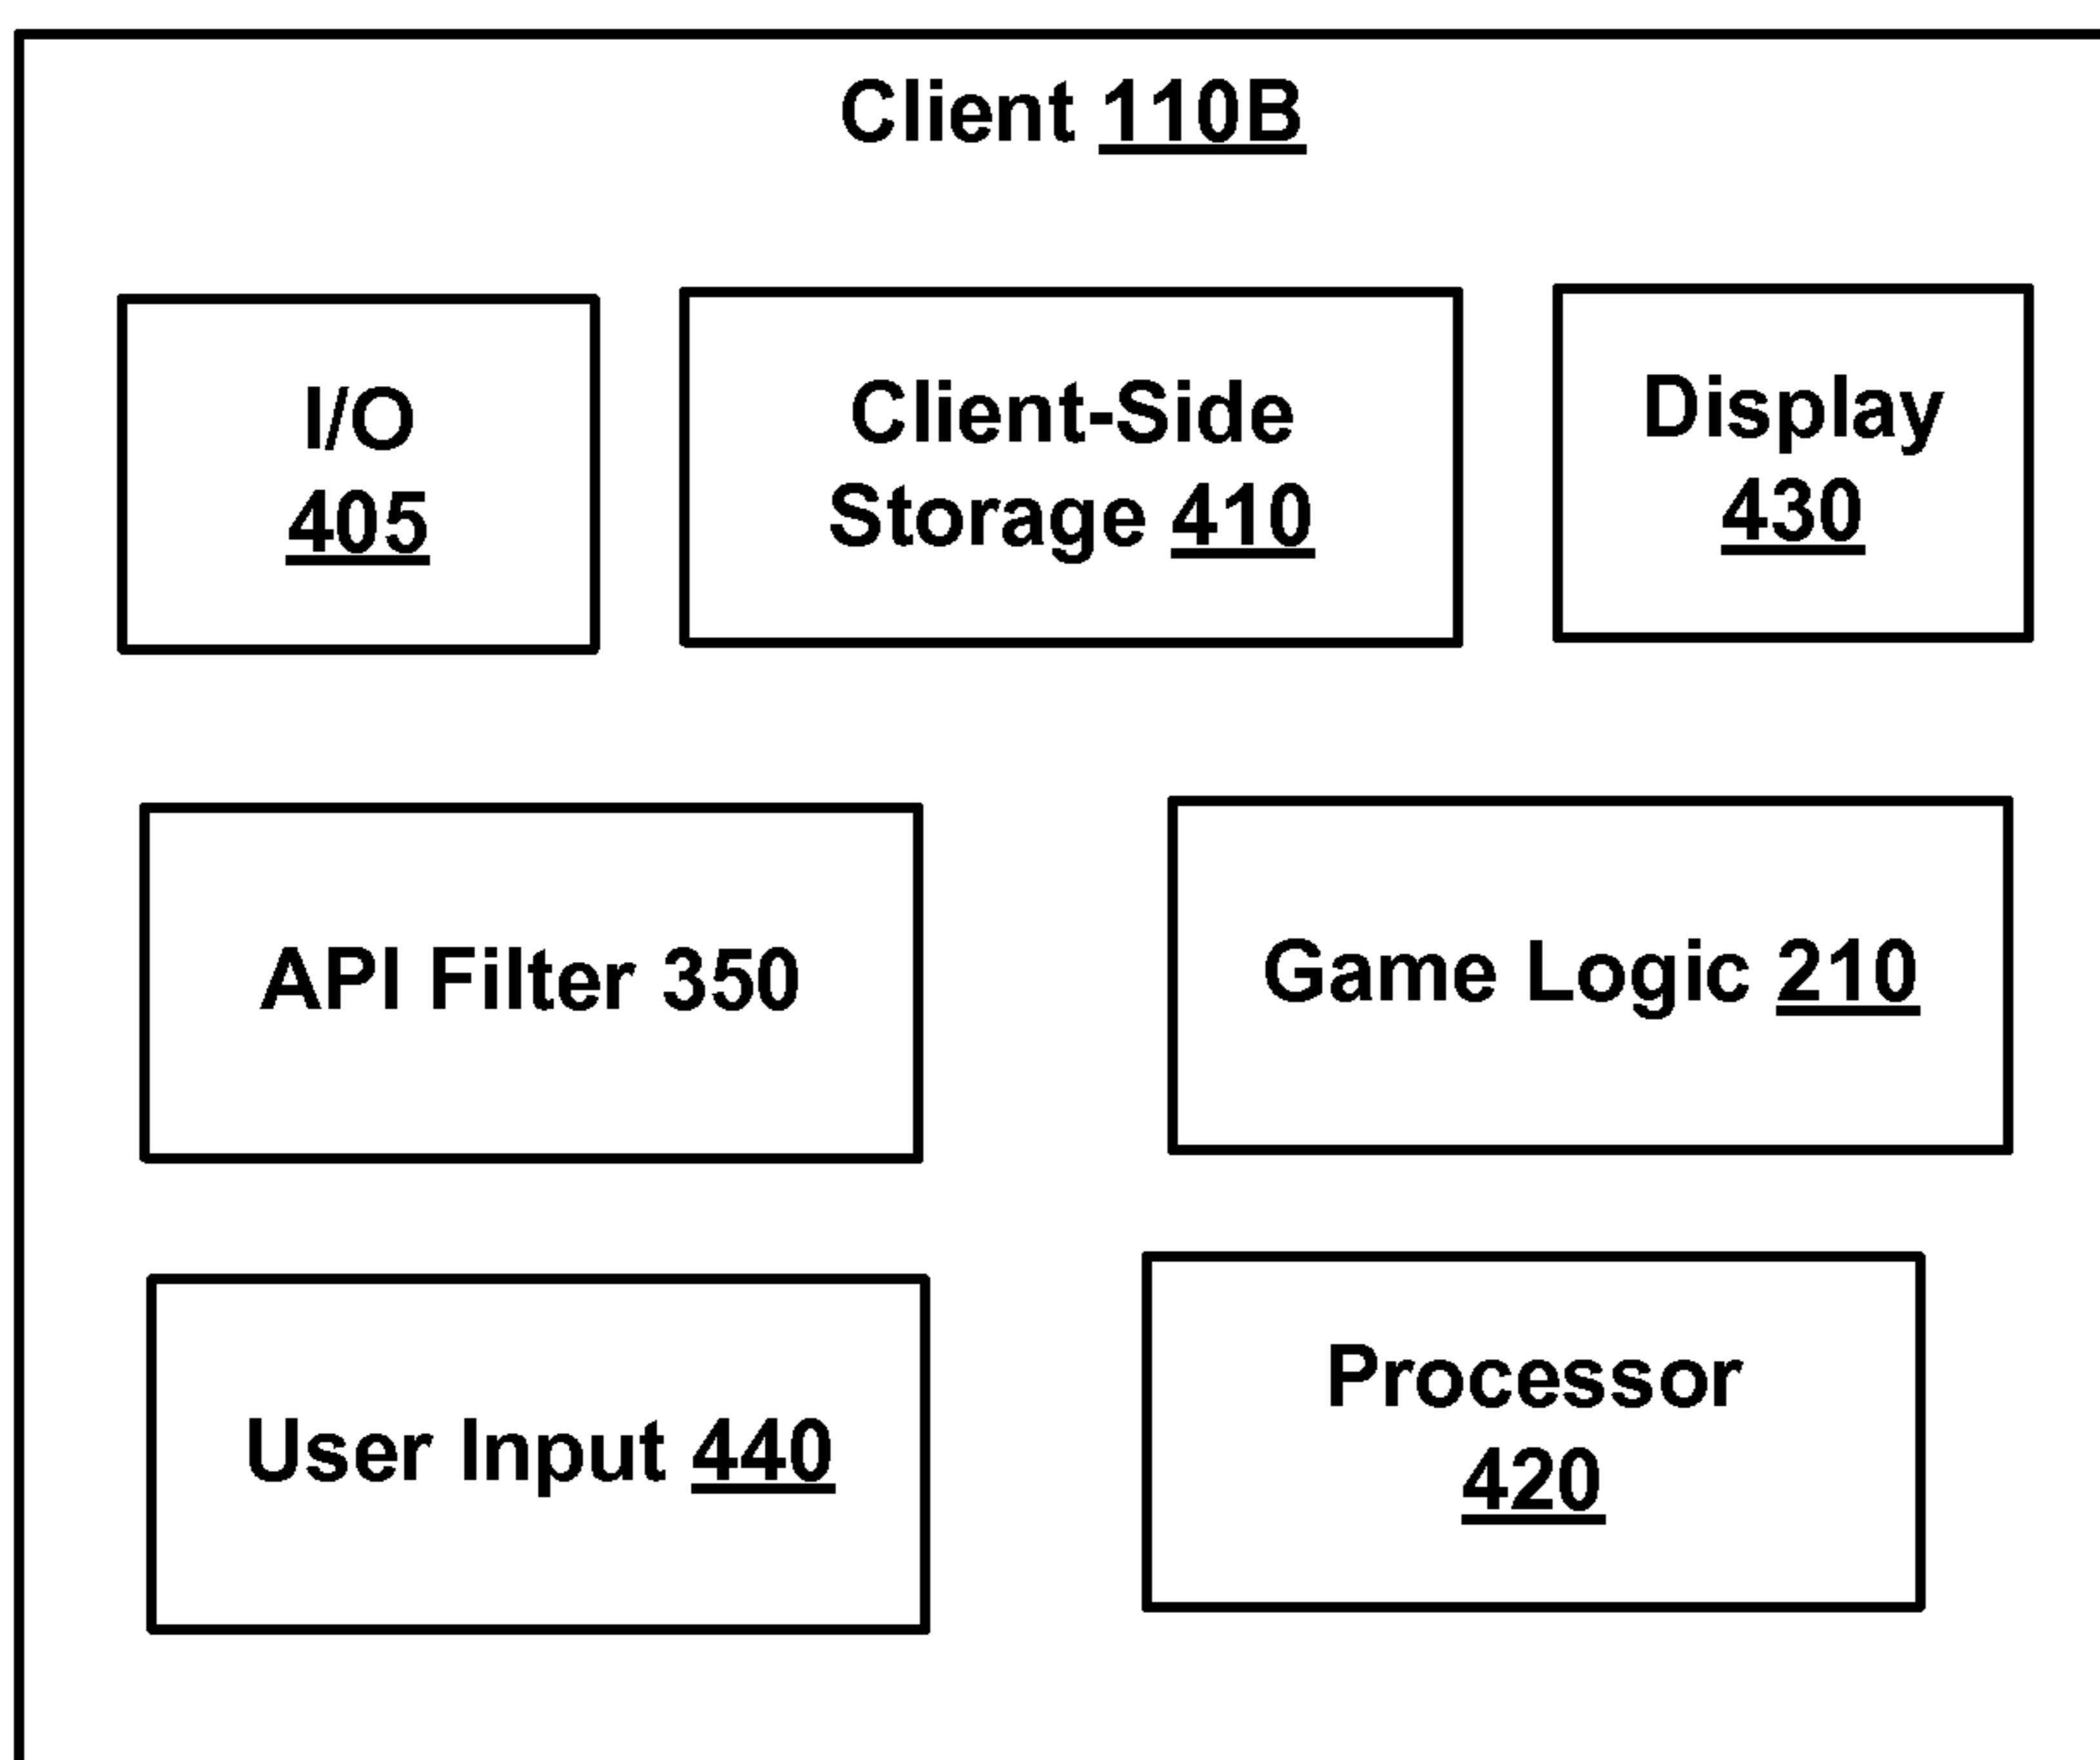 Client 110B
I/O
405
Client-Side
Storage 410
Display
430
API Filter 350
Game Logic 210
User Input 440
Processor
420